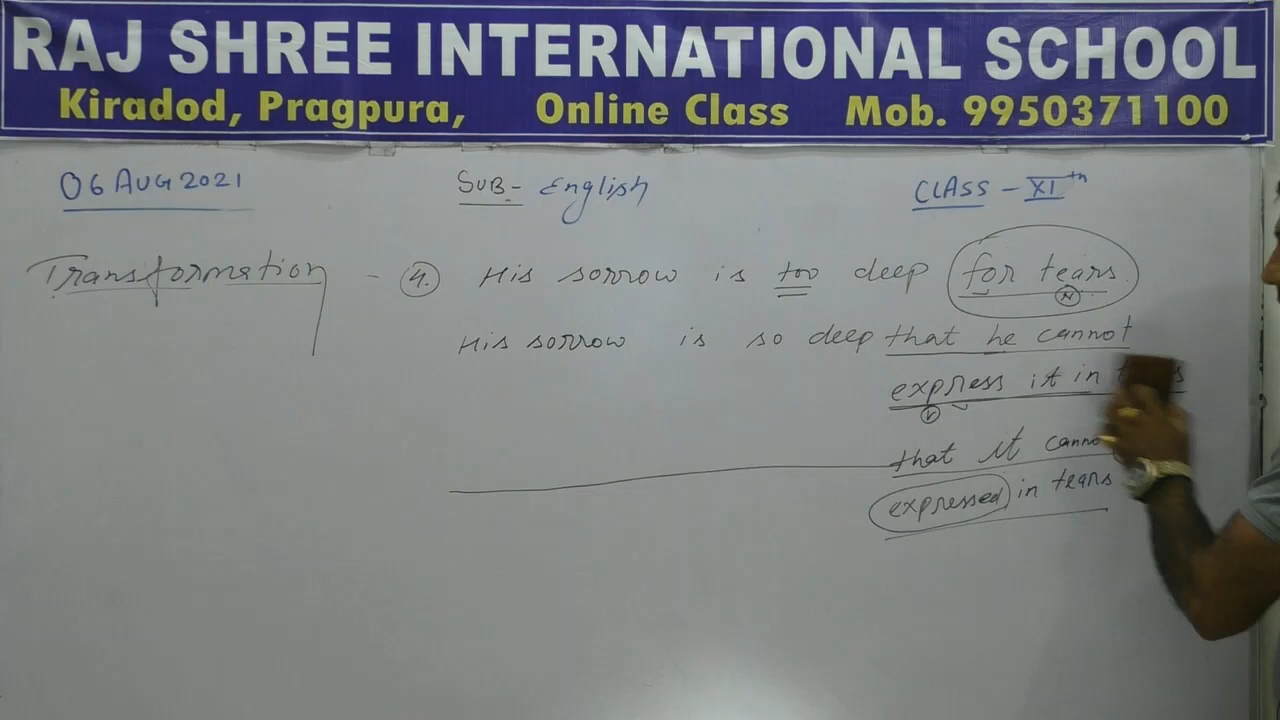 RAJ SHREE INTERNATIONAL SCHOOL
Kiradod, Pragpura, Online Class Mob. 9950371100
06 AUG 2021 SUB- English CLASS - XI th
Transformation - 4. His sorrow is too deep for tears.
N
His sorrow is so deep that he cannot
express it in
V
that it
expressed in tears